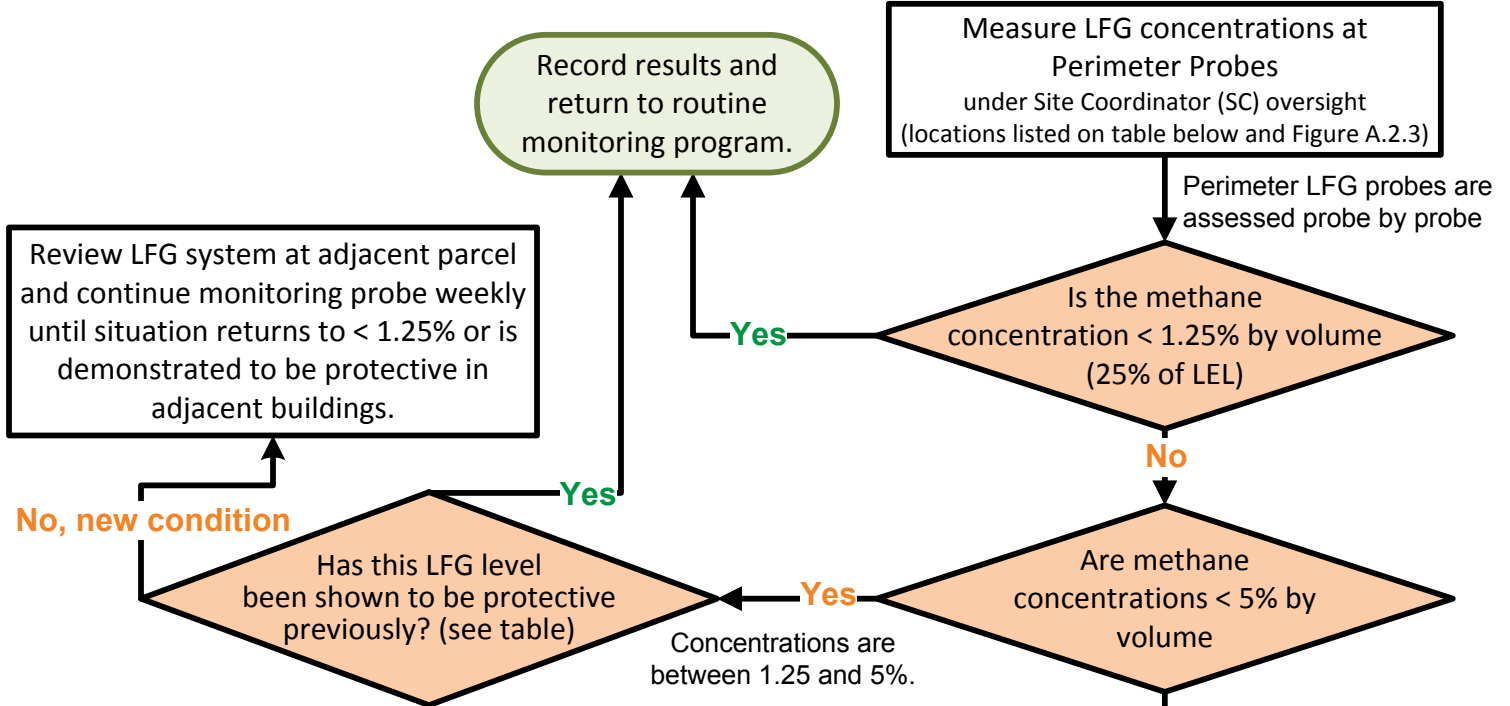 Measure LFG concentrations at
Perimeter Probes
under Site Coordinator (SC) oversight
(locations listed on table below and Figure A.2.3)
Record results and
return to routine
monitoring program.
Perimeter LFG probes are
assessed probe by probe
Review LFG system at adjacent parcel
and continue monitoring probe weekly
until situation returns to < 1.25% or is
demonstrated to be protective in
adjacent buildings.
Is the methane
concentration < 1.25% by volume
(25% of LEL)
Yes
No
Yes
No, new condition
Has this LFG level
been shown to be protective
previously? (see table)
Yes
Concentrations are
between 1.25 and 5%.
Are methane
concentrations < 5% by
volume